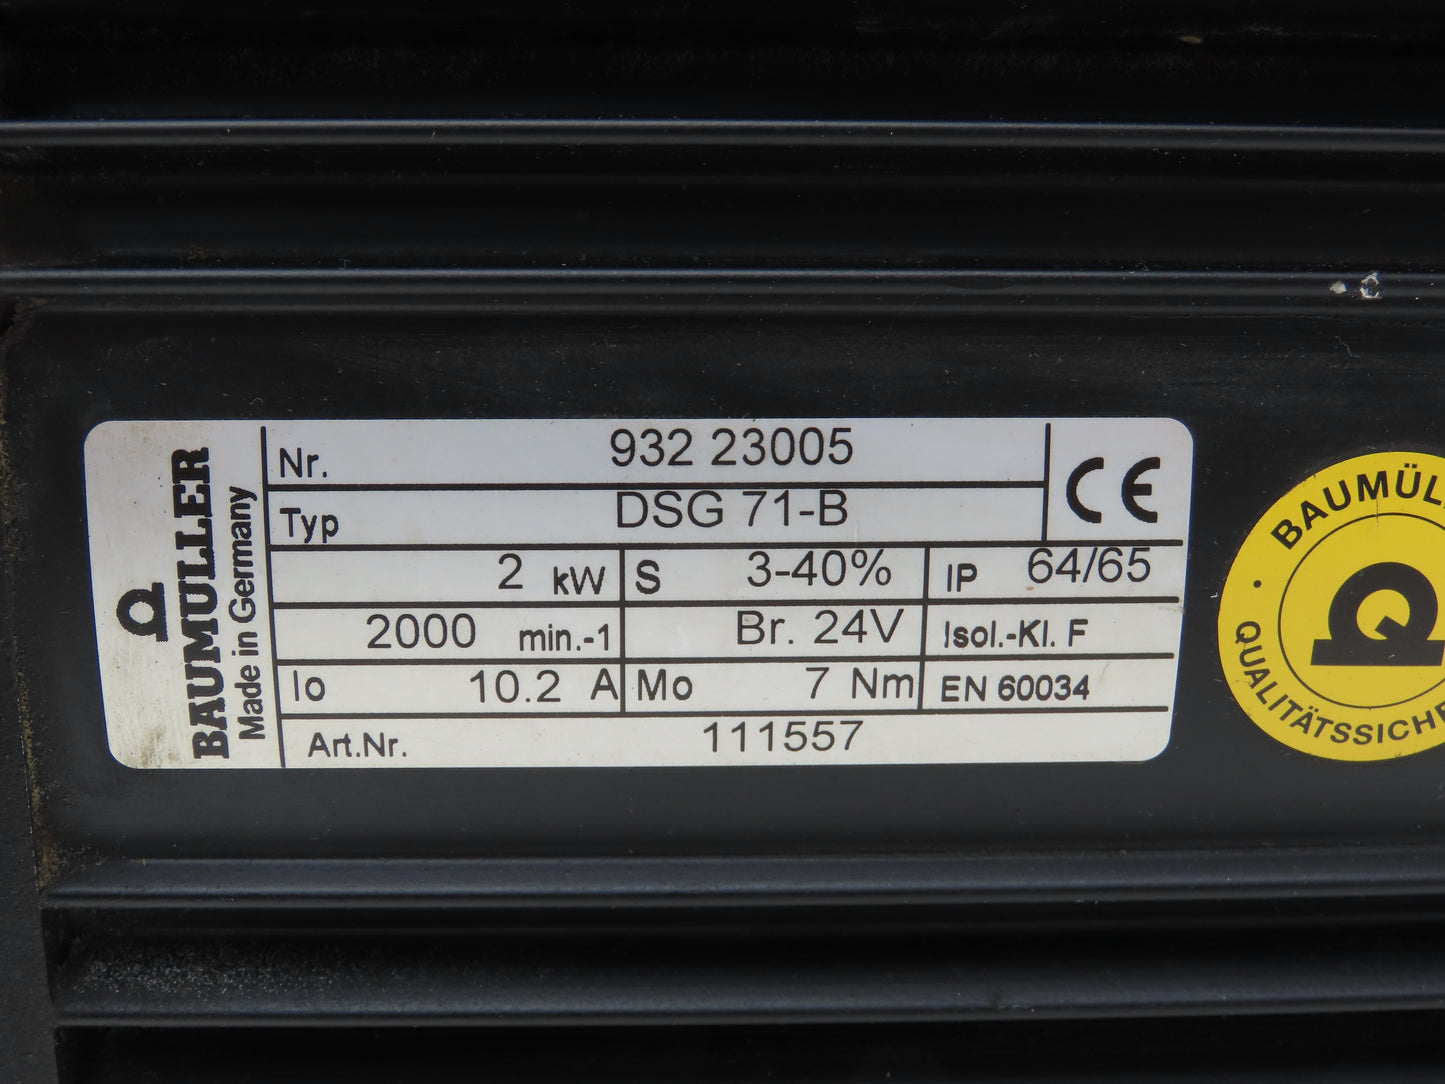 BAUMULLER
Made in Germany
Nr. 932 23005
Typ DSG 71-B
CE
2 kW S 3-40% IP 64/65
2000 min.-1 Br. 24V Isol.-Kl. F
Io 10.2 A Mo 7 Nm EN 60034
Art.Nr. 111557
BAUMÜL
QUALITÄTSSICHE